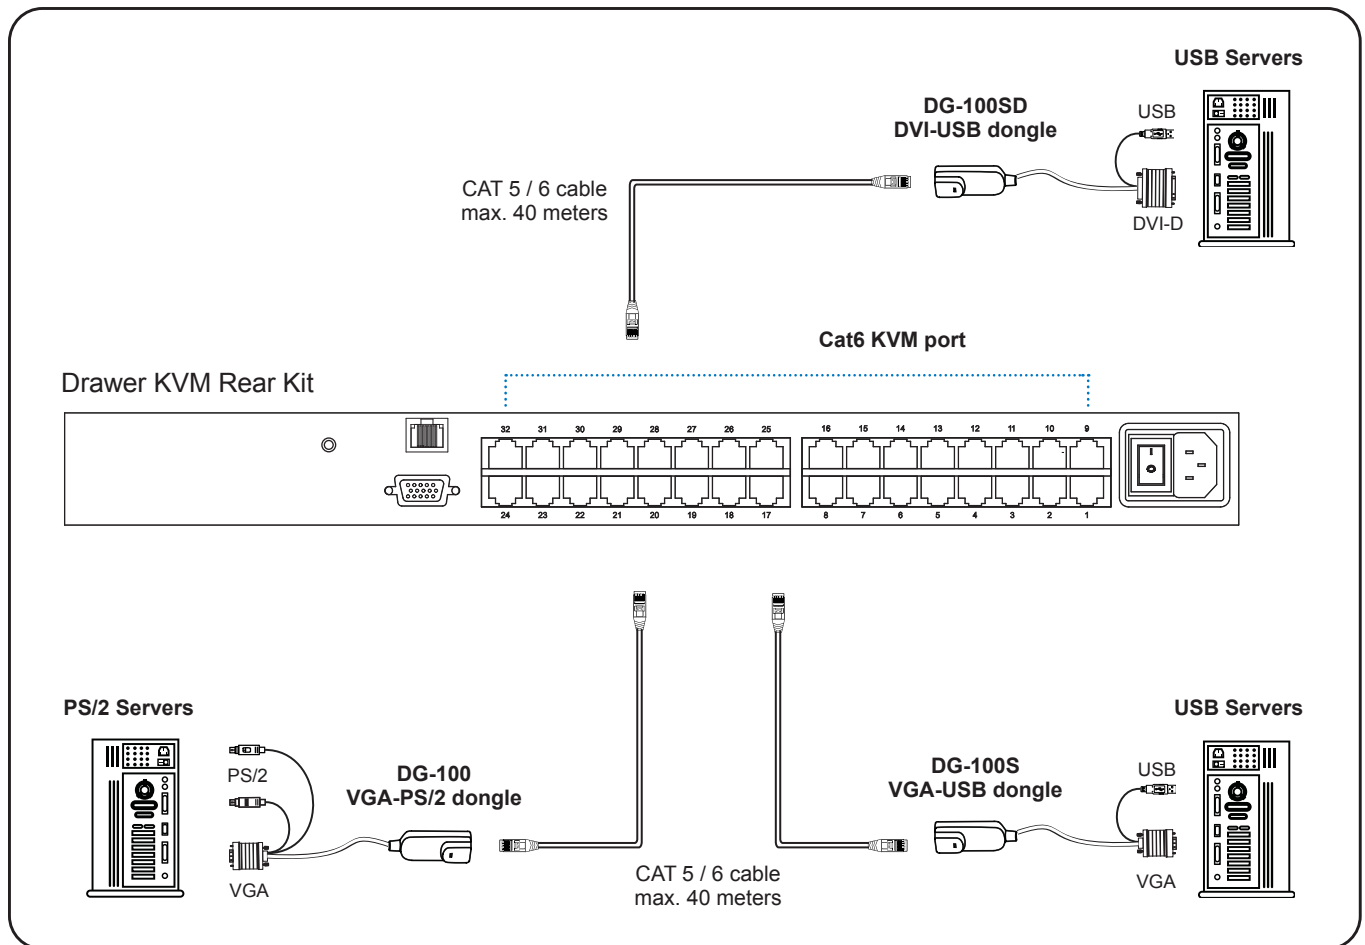 USB Servers
DG-100SD
DVI-USB dongle
USB
CAT 5 / 6 cable
max. 40 meters
DVI-D
Cat6 KVM port
Drawer KVM Rear Kit
32 31 30 29 28 27 26 25 16 15 14 13 12 11 10 9
24 23 22 21 20 19 18 17 8 7 6 5 4 3 2 1
PS/2 Servers
USB Servers
PS/2
DG-100
VGA-PS/2 dongle
DG-100S
VGA-USB dongle
USB
VGA
CAT 5 / 6 cable
max. 40 meters
VGA